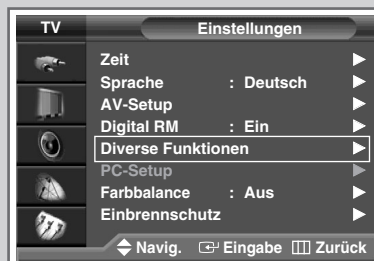 TV Einstellungen
Zeit
Sprache : Deutsch
AV-Setup
Digital RM : Ein
Diverse Funktionen
PC-Setup
Farbbalance : Aus
Einbrennschutz
Navig. Eingabe Zurück